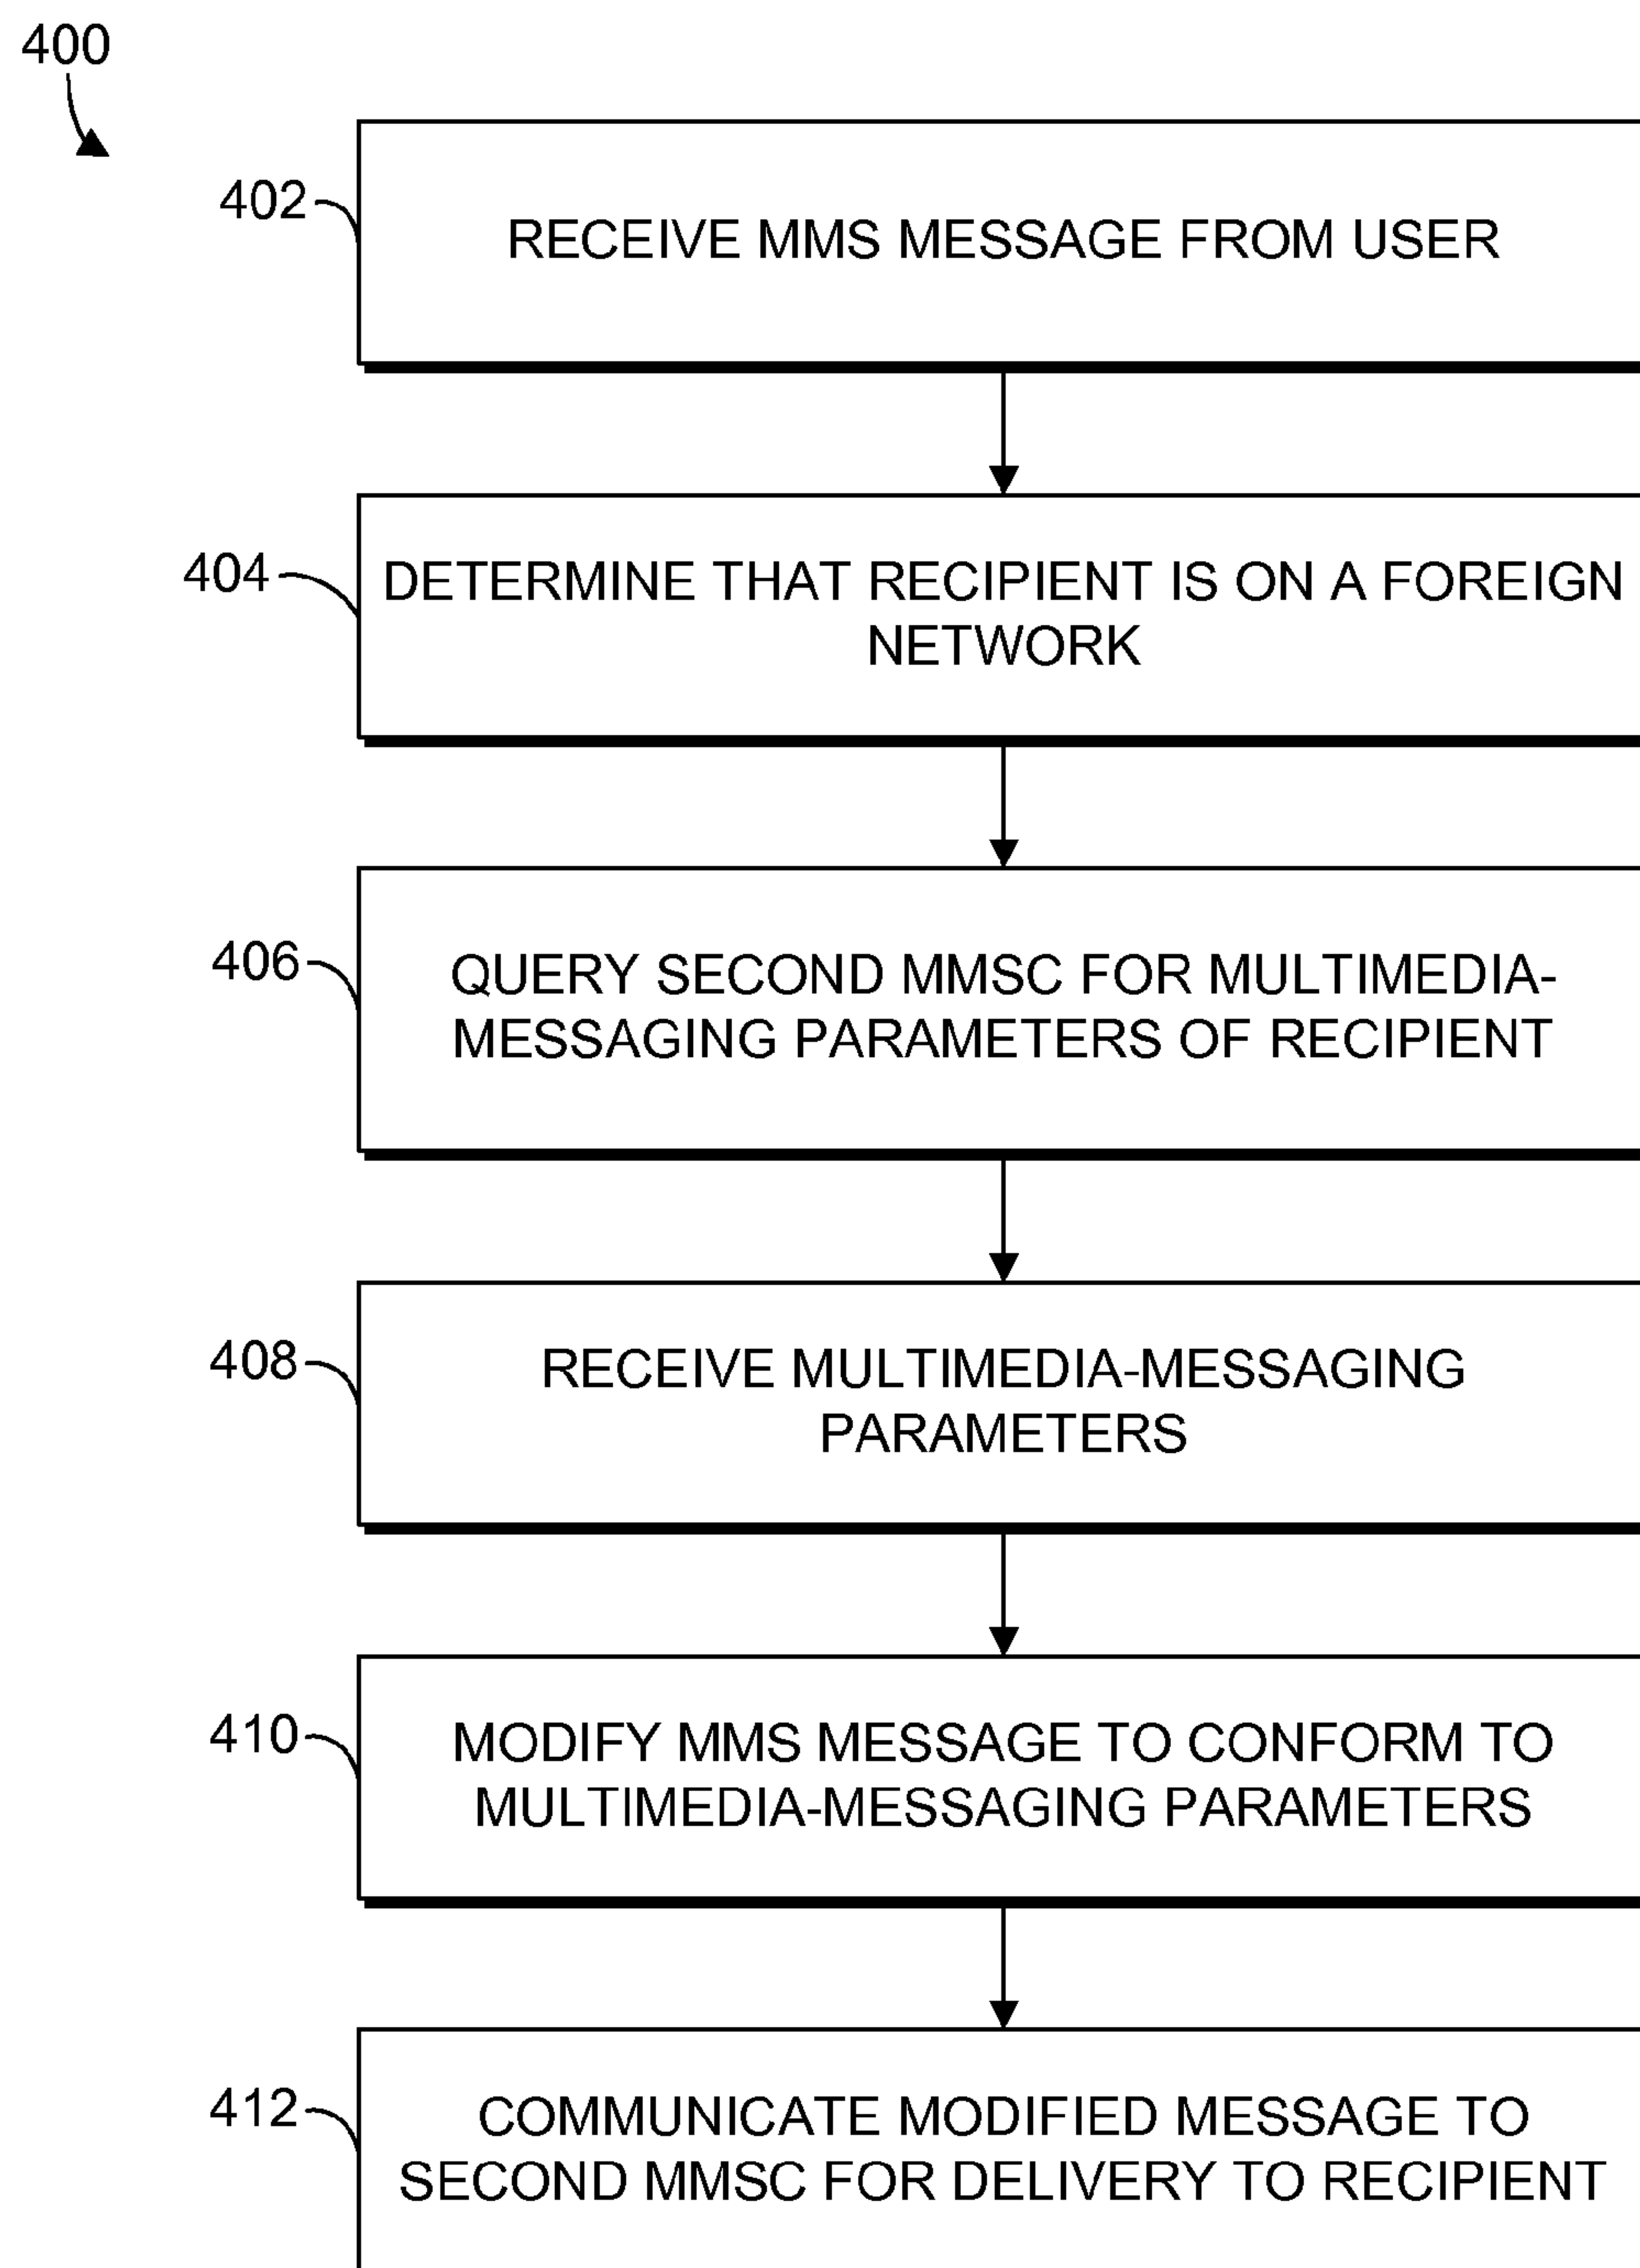 400
402
RECEIVE MMS MESSAGE FROM USER
404
DETERMINE THAT RECIPIENT IS ON A FOREIGN
NETWORK
406
QUERY SECOND MMSC FOR MULTIMEDIA-
MESSAGING PARAMETERS OF RECIPIENT
408
RECEIVE MULTIMEDIA-MESSAGING
PARAMETERS
410
MODIFY MMS MESSAGE TO CONFORM TO
MULTIMEDIA-MESSAGING PARAMETERS
412
COMMUNICATE MODIFIED MESSAGE TO
SECOND MMSC FOR DELIVERY TO RECIPIENT